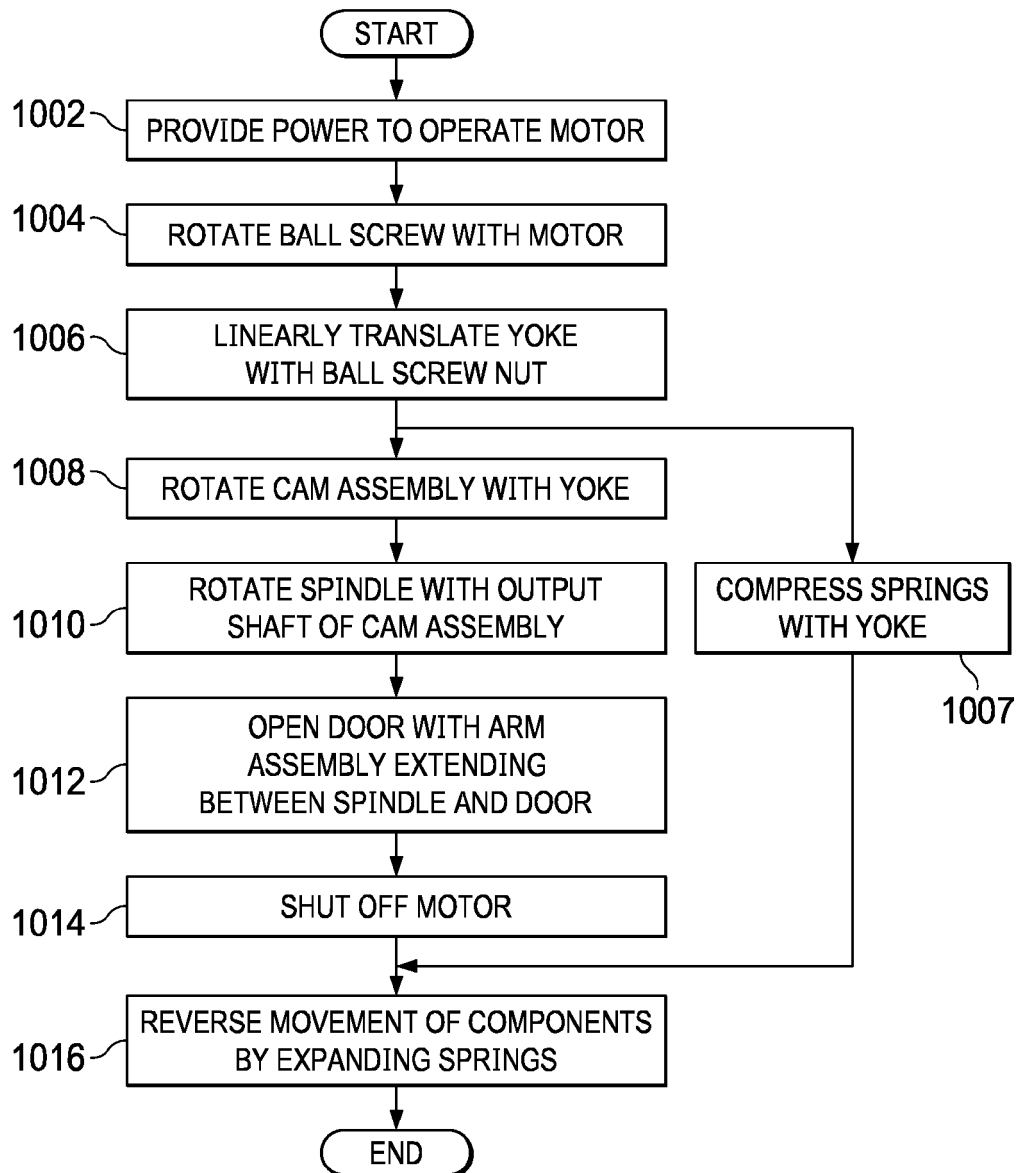 START
1002
PROVIDE POWER TO OPERATE MOTOR
1004
ROTATE BALL SCREW WITH MOTOR
1006
LINEARLY TRANSLATE YOKE
WITH BALL SCREW NUT
1008
ROTATE CAM ASSEMBLY WITH YOKE
1010
ROTATE SPINDLE WITH OUTPUT
SHAFT OF CAM ASSEMBLY
COMPRESS SPRINGS
WITH YOKE
1007
1012
OPEN DOOR WITH ARM
ASSEMBLY EXTENDING
BETWEEN SPINDLE AND DOOR
1014
SHUT OFF MOTOR
1016
REVERSE MOVEMENT OF COMPONENTS
BY EXPANDING SPRINGS
END